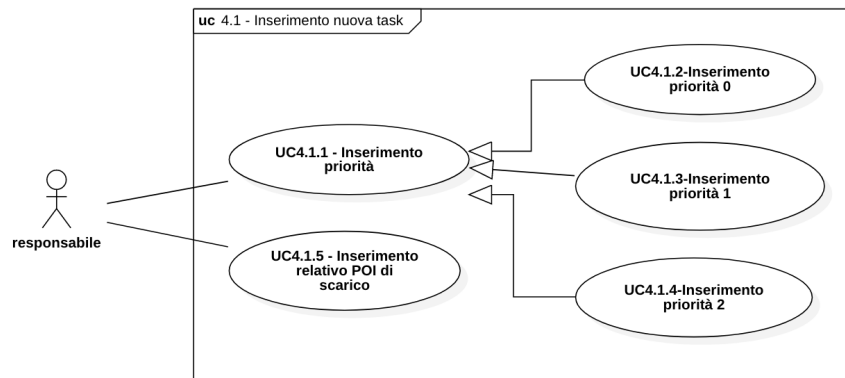 uc 4.1 - Inserimento nuova task
UC4.1.2-Inserimento
priorità 0
UC4.1.1 - Inserimento
priorità
UC4.1.3-Inserimento
priorità 1
responsabile
UC4.1.5 - Inserimento
relativo POI di
scarico
UC4.1.4-Inserimento
priorità 2